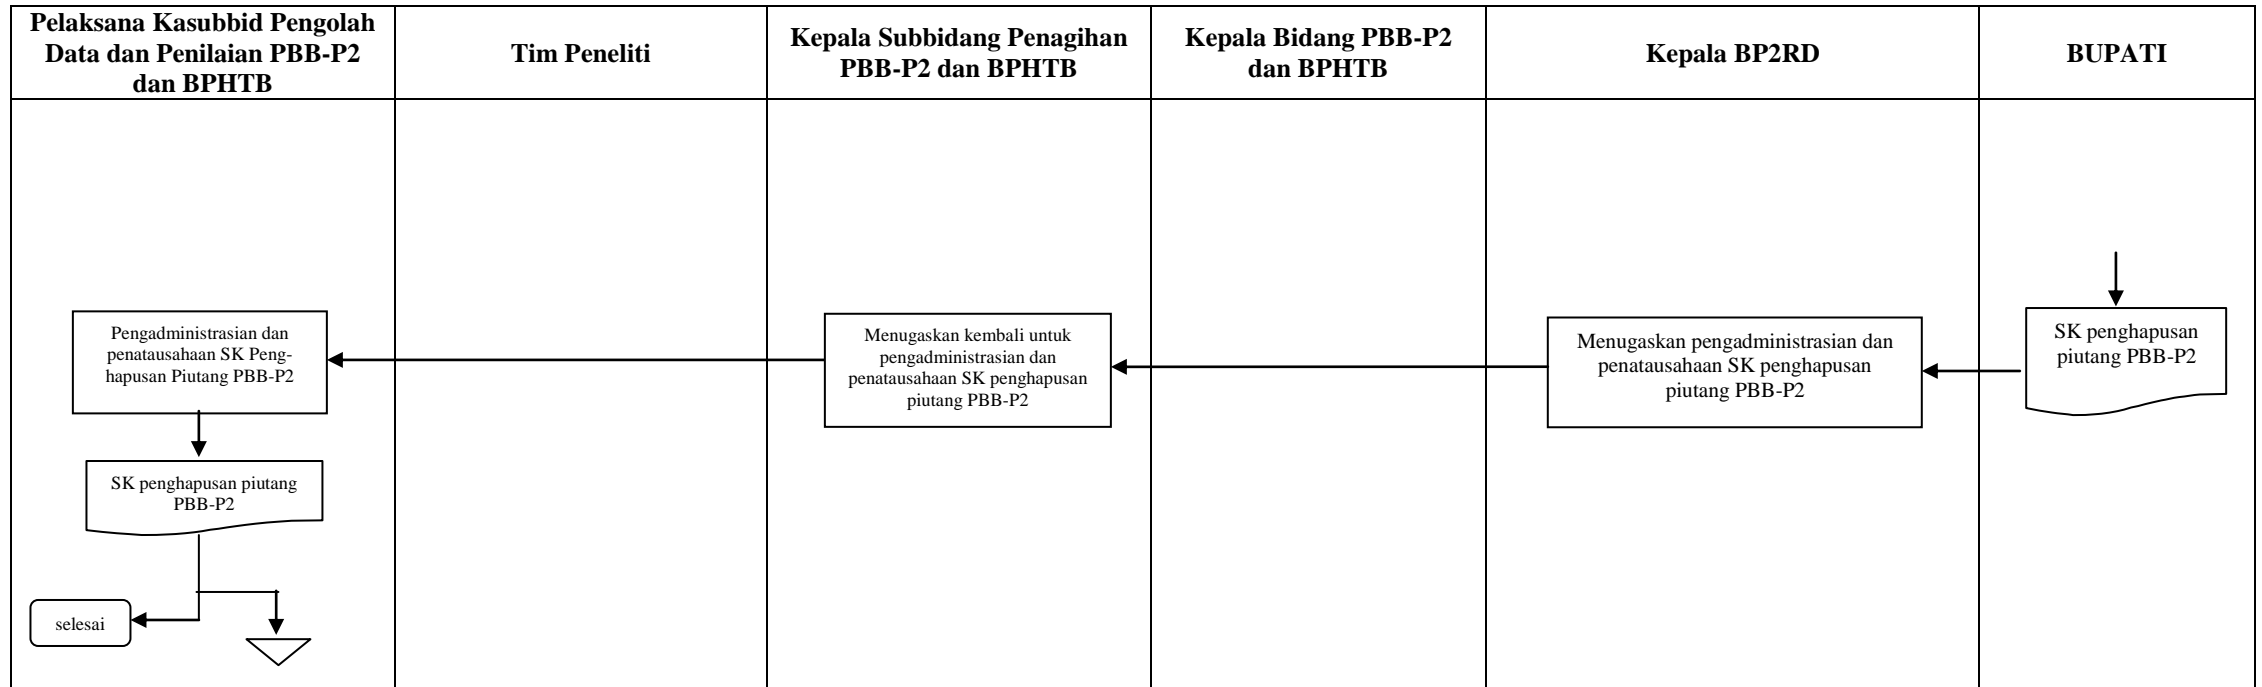 Pelaksana Kasubbid Pengolah
Data dan Penilaian PBB-P2
dan BPHTB
Tim Peneliti
Kepala Subbidang Penagihan
PBB-P2 dan BPHTB
Kepala Bidang PBB-P2
dan BPHTB
Kepala BP2RD
BUPATI
Pengadministrasian dan
penatausahaan SK Peng-
hapusan Piutang PBB-P2
Menugaskan kembali untuk
pengadministrasian dan
penatausahaan SK penghapusan
piutang PBB-P2
Menugaskan pengadministrasian dan
penatausahaan SK penghapusan
piutang PBB-P2
SK penghapusan
piutang PBB-P2
SK penghapusan piutang
PBB-P2
selesai